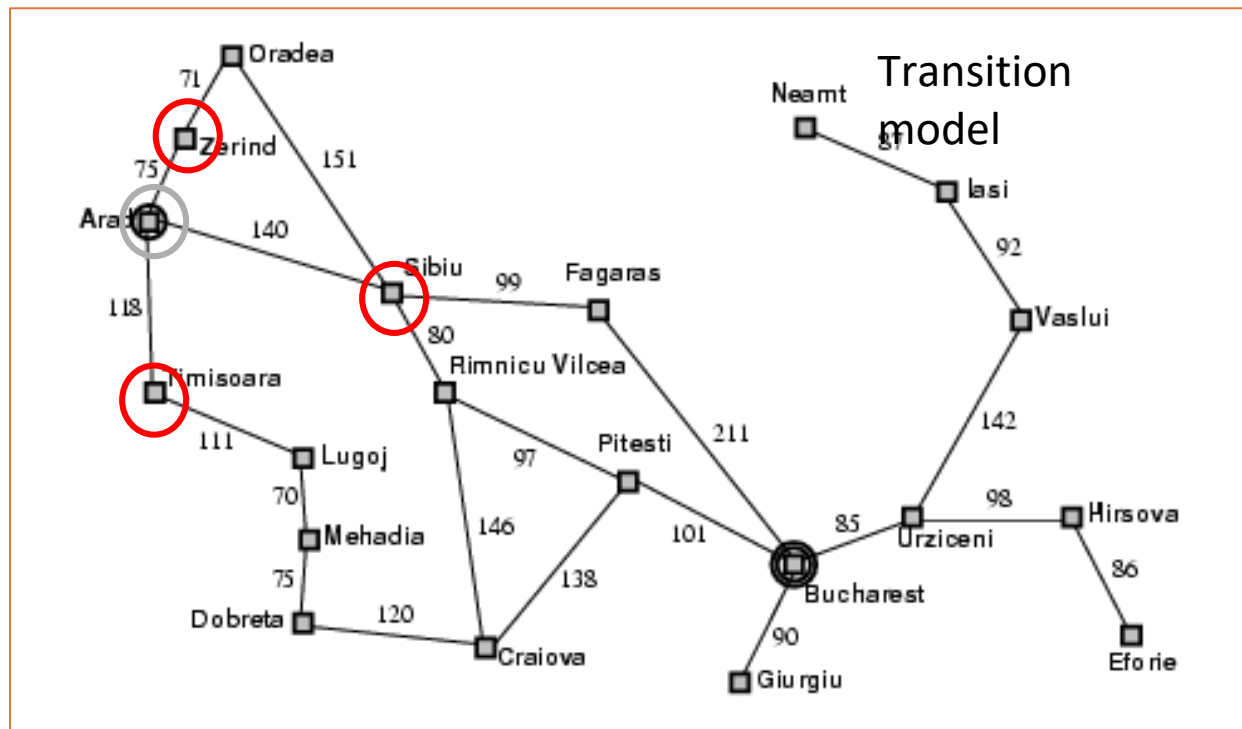 Transition
model
Oradea
71
Neamt
87
Zerind
151
75
Iasi
Arad
140
92
Sibiu
Fagaras
99
118
Vaslui
80
Timisoara
Rimnicu Vilcea
142
211
111
Pitesti
Lugoj
97
70
98
Hirsova
146
101
85
Urziceni
Mehadia
138
86
75
Bucharest
Dobreta
120
90
Craiova
Eforie
Giurgiu